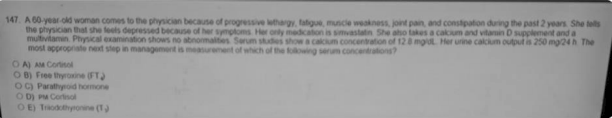 147. A 60-year-old woman comes to the physician because of progressive lethargy, fatigue, muscle weakness, joint pain, and constipation during the past 2 years. She tells
the physician that she feels depressed because of her symptoms. Her only medication is simvastatin. She also takes a calcium and vitamin D supplement and a
multivitamin. Physical examination shows no abnormalities. Serum studies show a calcium concentration of 12.8 mg/dL. Her urine calcium output is 250 mg/24 h. The
most appropriate next step in management is measurement of which of the following serum concentrations?
A) AM Cortisol
B) Free thyroxine (FT
C) Parathyroid hormone
D) PM Cortisol
E) Triiodothyronine (T